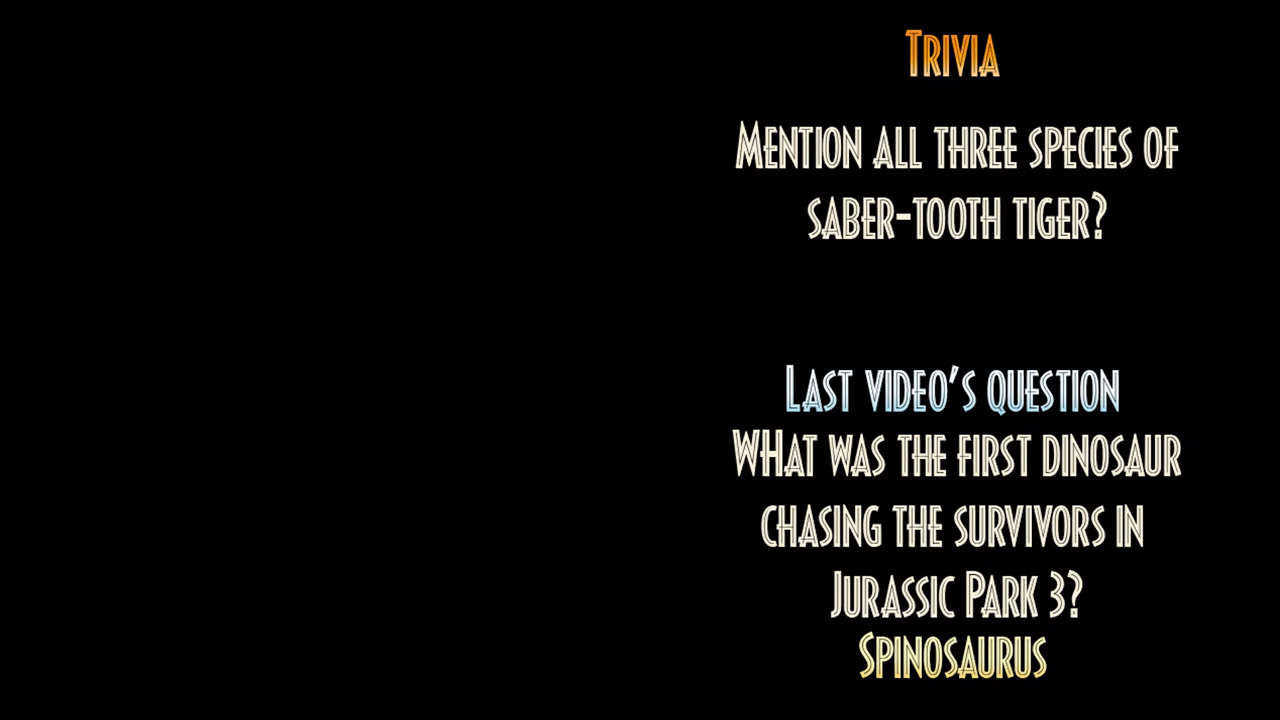 Trivia
Mention all three species of
saber-tooth tiger?
Last video's question
What was the first dinosaur
chasing the survivors in
Jurassic Park 3?
Spinosaurus